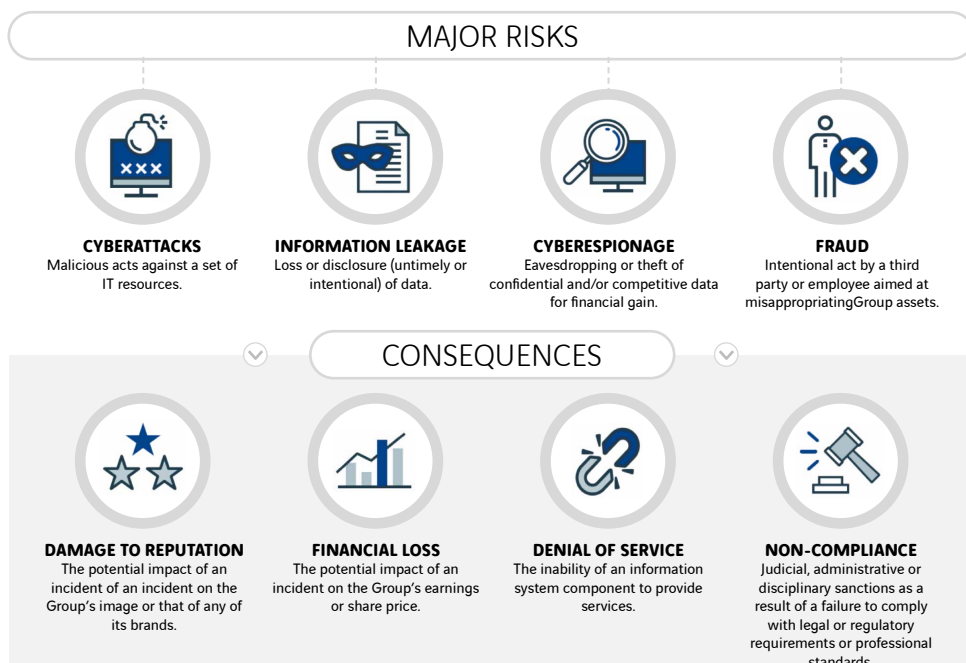 MAJOR RISKS
CYBERATTACKS
Malicious acts against a set of
IT resources.
INFORMATION LEAKAGE
Loss or disclosure (untimely or
intentional) of data.
CYBERESPIONAGE
Eavesdropping or theft of
confidential and/or competitive data
for financial gain.
FRAUD
Intentional act by a third
party or employee aimed at
misappropriatingGroup assets.
CONSEQUENCES
DAMAGE TO REPUTATION
The potential impact of an
incident of an incident on the
Group's image or that of any of
its brands.
FINANCIAL LOSS
The potential impact of an
incident on the Group's earnings
or share price.
DENIAL OF SERVICE
The inability of an information
system component to provide
services.
NON-COMPLIANCE
Judicial, administrative or
disciplinary sanctions as a
result of a failure to comply
with legal or regulatory
requirements or professional
standards.